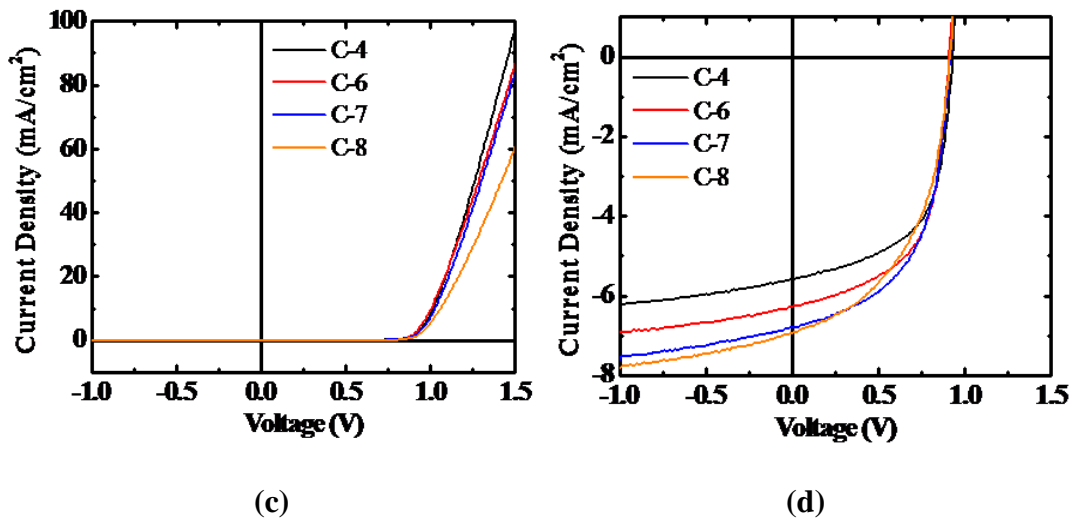 Current Density (mA/cm²)
100
80
60
40
20
0
C-4
C-6
C-7
C-8
-1.0
-0.5
0.0
0.5
1.0
1.5
Voltage (V)
(c)
Current Density (mA/cm²)
0
-2
-4
-6
-8
C-4
C-6
C-7
C-8
-1.0
-0.5
0.0
0.5
1.0
1.5
Voltage (V)
(d)